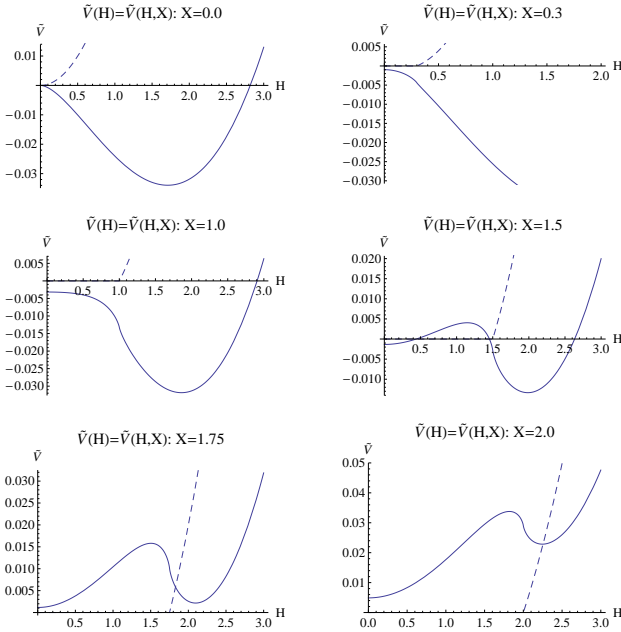 Ṽ(H)=Ṽ(H,X): X=0.0
Ṽ
0.01
H
0.5 1.0 1.5 2.0 2.5 3.0
−0.01
−0.02
−0.03
Ṽ(H)=Ṽ(H,X): X=0.3
Ṽ
0.005
H
0.5 1.0 1.5 2.0
−0.005
−0.010
−0.015
−0.020
−0.025
−0.030
Ṽ(H)=Ṽ(H,X): X=1.0
Ṽ
0.005
H
0.5 1.0 1.5 2.0 2.5 3.0
−0.005
−0.010
−0.015
−0.020
−0.025
−0.030
Ṽ(H)=Ṽ(H,X): X=1.5
Ṽ
0.020
0.015
0.010
0.005
H
0.5 1.0 1.5 2.0 2.5 3.0
−0.005
−0.010
Ṽ(H)=Ṽ(H,X): X=1.75
Ṽ
0.030
0.025
0.020
0.015
0.010
0.005
H
0.0 0.5 1.0 1.5 2.0 2.5 3.0
Ṽ(H)=Ṽ(H,X): X=2.0
Ṽ
0.05
0.04
0.03
0.02
0.01
H
0.0 0.5 1.0 1.5 2.0 2.5 3.0